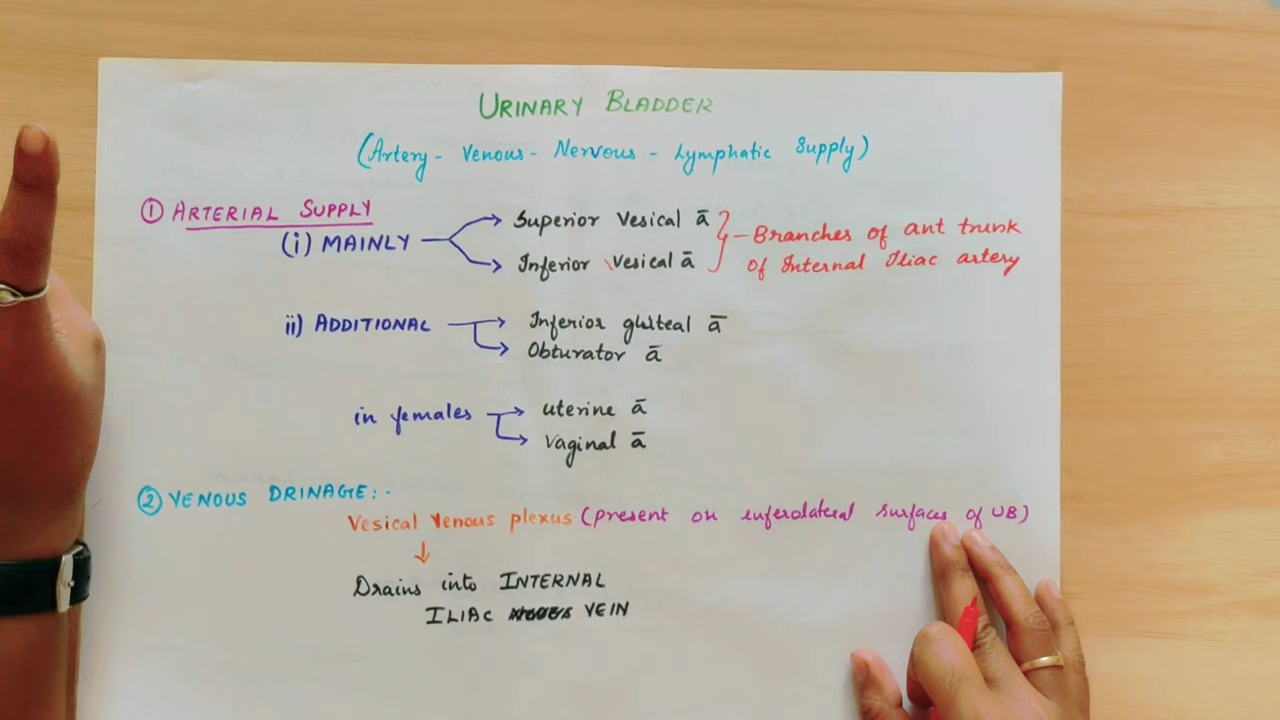 URINARY BLADDER
(Artery - Venous - Nervous - Lymphatic Supply)
① ARTERIAL SUPPLY
(i) MAINLY
Superior Vesical ā
Inferior Vesical ā
- Branches of ant trunk
of Internal Iliac artery
ii) ADDITIONAL
Inferior gluteal ā
Obturator ā
in females
uterine ā
Vaginal ā
② VENOUS DRINAGE:-
Vesical Venous plexus (present on inferolateral surfaces of UB)
↓
Drains into INTERNAL
ILIAC VEIN